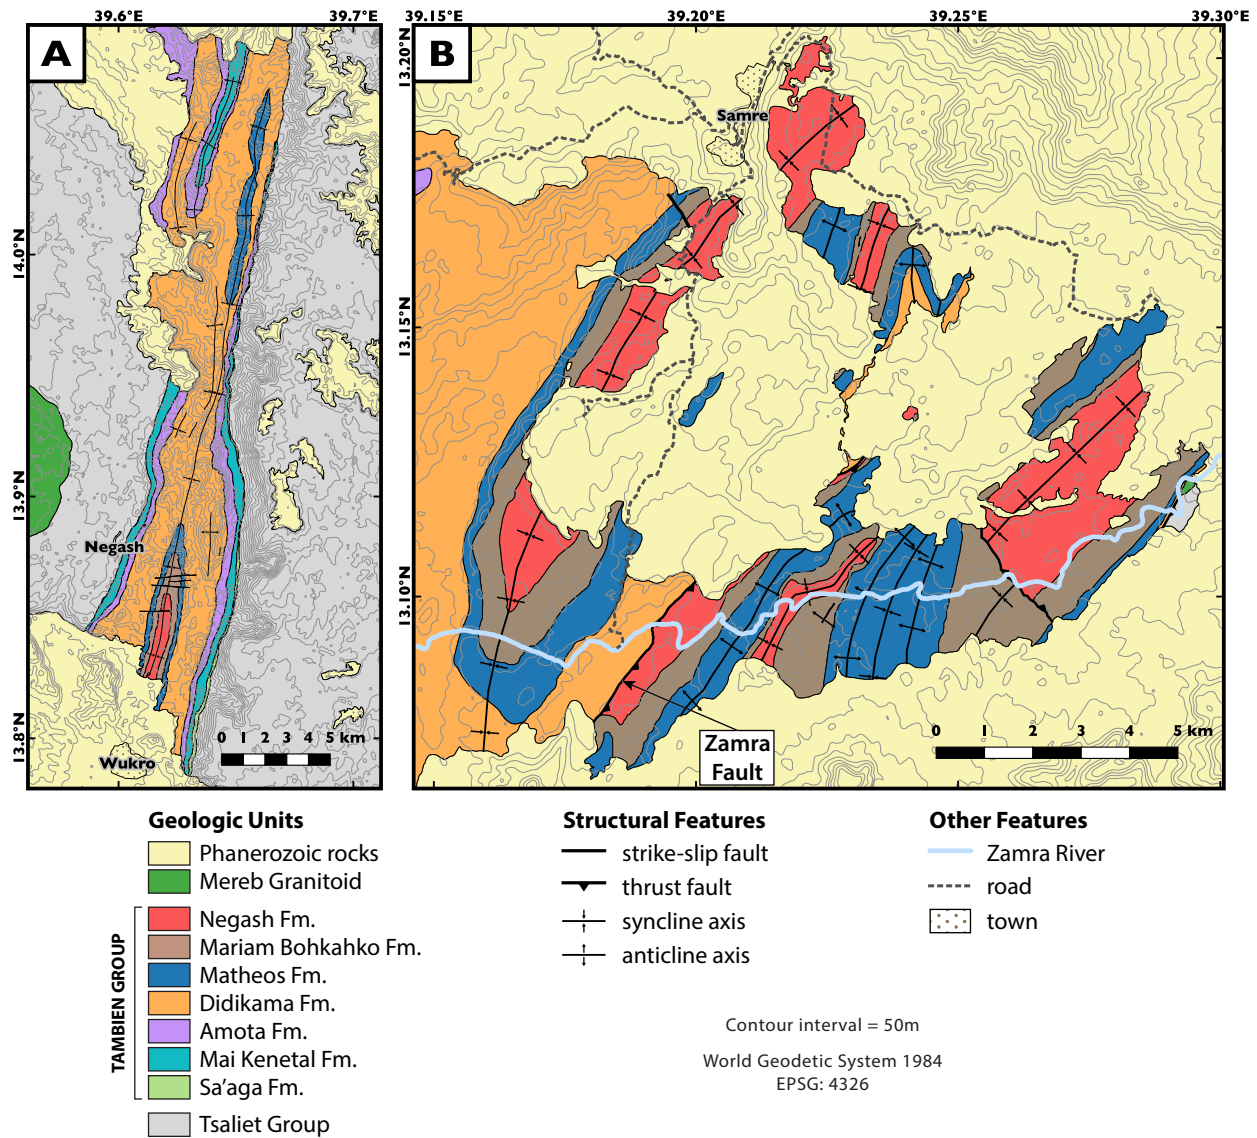 39.6°E
39.7°E
39.15°E
39.20°E
39.25°E
39.30°E
A
B
14.0°N
13.9°N
13.8°N
13.20°N
13.15°N
13.10°N
Samre
Negash
Wukro
0 1 2 3 4 5 km
0 1 2 3 4 5 km
Zamra
Fault
Geologic Units
Phanerozoic rocks
Mereb Granitoid
TAMBIEN GROUP
Negash Fm.
Mariam Bohkahko Fm.
Matheos Fm.
Didikama Fm.
Amota Fm.
Mai Kenetal Fm.
Sa'aga Fm.
Tsaliet Group
Structural Features
strike-slip fault
thrust fault
syncline axis
anticline axis
Other Features
Zamra River
road
town
Contour interval = 50m
World Geodetic System 1984
EPSG: 4326